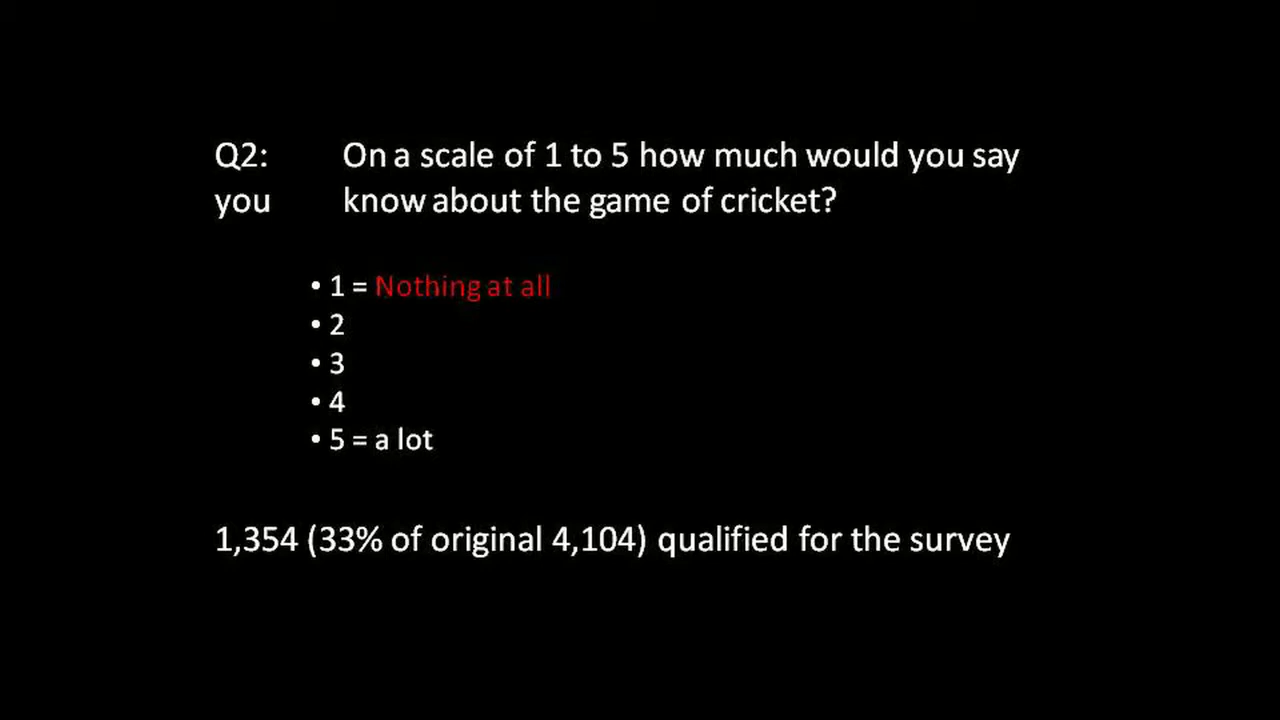 Q2: On a scale of 1 to 5 how much would you say
you know about the game of cricket?
• 1 = Nothing at all
• 2
• 3
• 4
• 5 = a lot
1,354 (33% of original 4,104) qualified for the survey